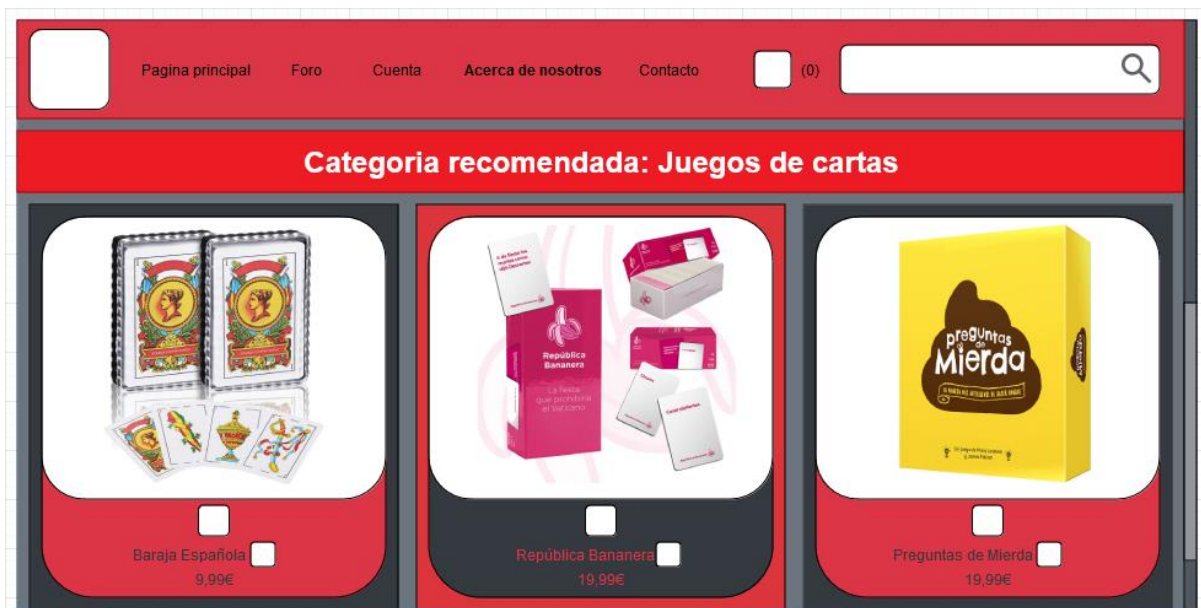 Pagina principal
Foro
Cuenta
Acerca de nosotros
Contacto
(0)
Categoria recomendada: Juegos de cartas
República
Bananera
La fiesta
que prohibiría
el Vaticano
preguntas
de
Mierda
Baraja Española
9,99€
República Bananera
19,99€
Preguntas de Mierda
19,99€